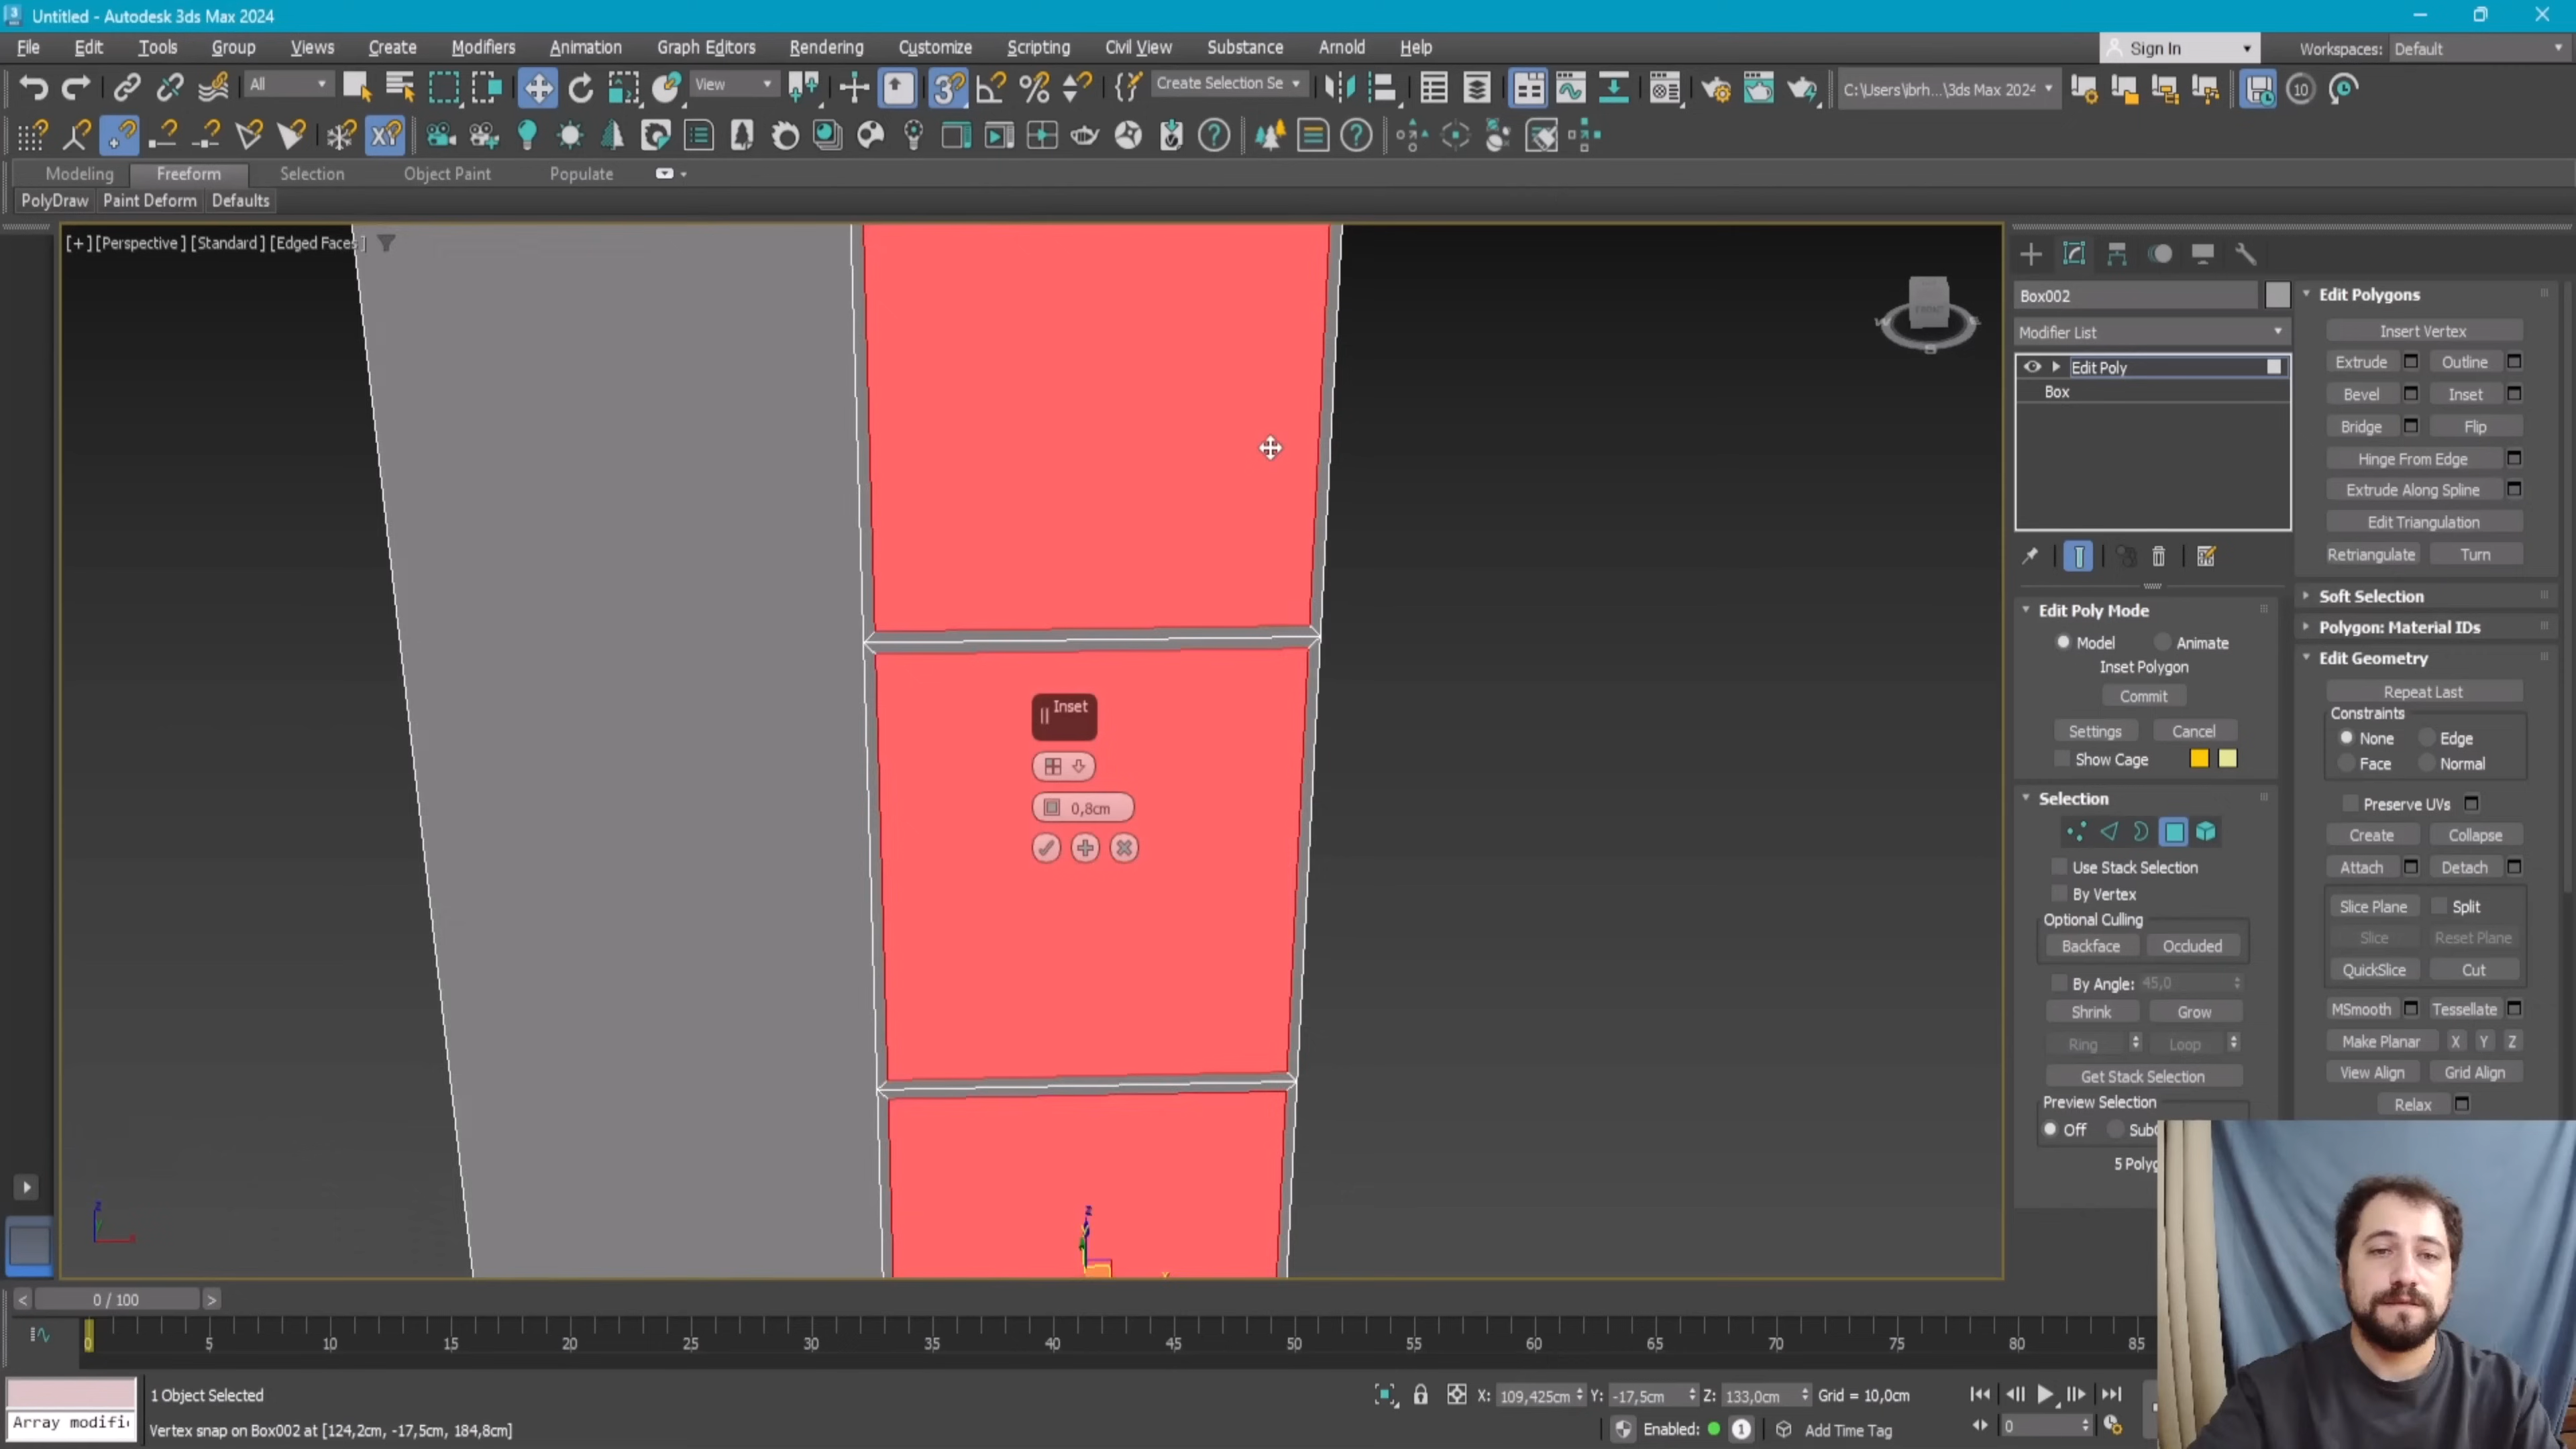 Untitled - Autodesk 3ds Max 2024
File Edit Tools Group Views Create Modifiers Animation Graph Editors Rendering Customize Scripting Civil View Substance Arnold Help
Sign In Workspaces: Default
All View Create Selection Se C:\Users\brh...\3ds Max 2024 10
Modeling Freeform Selection Object Paint Populate
PolyDraw Paint Deform Defaults
[+][Perspective][Standard][Edged Faces]
Box002
Modifier List
Edit Poly
Box
Edit Poly Mode
Model Animate
Inset Polygon
Commit
Settings Cancel
Show Cage
Selection
Use Stack Selection
By Vertex
Optional Culling
Backface Occluded
By Angle: 45,0
Shrink Grow
Ring Loop
Get Stack Selection
Preview Selection
Off
Edit Polygons
Insert Vertex
Extrude Outline
Bevel Inset
Bridge Flip
Hinge From Edge
Extrude Along Spline
Edit Triangulation
Retriangulate Turn
Soft Selection
Polygon: Material IDs
Edit Geometry
Repeat Last
Constraints
None Edge
Face Normal
Preserve UVs
Create Collapse
Attach Detach
Slice Plane Split
Slice Reset Plane
QuickSlice Cut
MSmooth Tessellate
Make Planar X Y Z
View Align Grid Align
Relax
Inset
0,8cm
0 / 100
0 5 10 15 20 25 30 35 40 45 50 55 60 65 70 75 80 85
1 Object Selected
X: 109,425cm Y: -17,5cm Z: 133,0cm Grid = 10,0cm
Array modifi
Vertex snap on Box002 at [124,2cm, -17,5cm, 184,8cm]
Enabled: 1 Add Time Tag 0